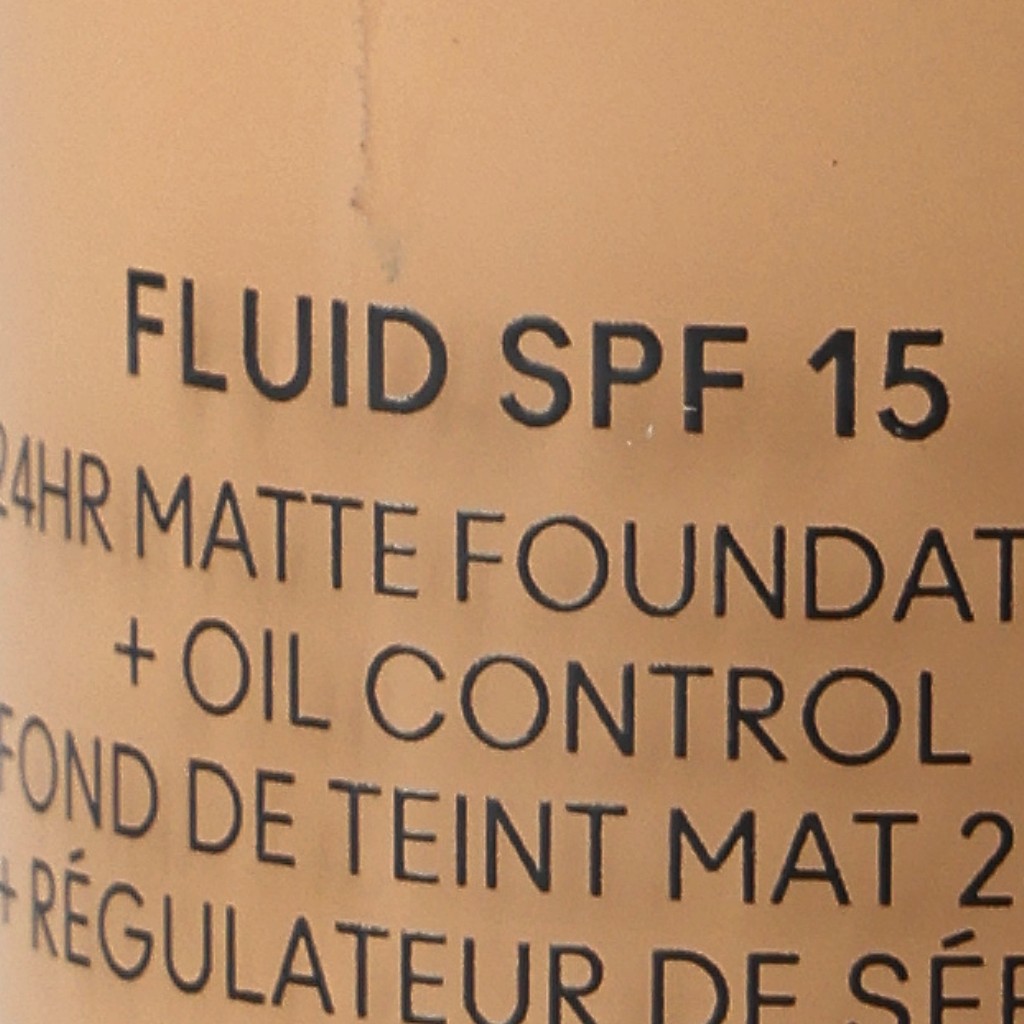 FLUID SPF 15
24HR MATTE FOUNDAT
+ OIL CONTROL
FOND DE TEINT MAT 2
+ RÉGULATEUR DE SÉ